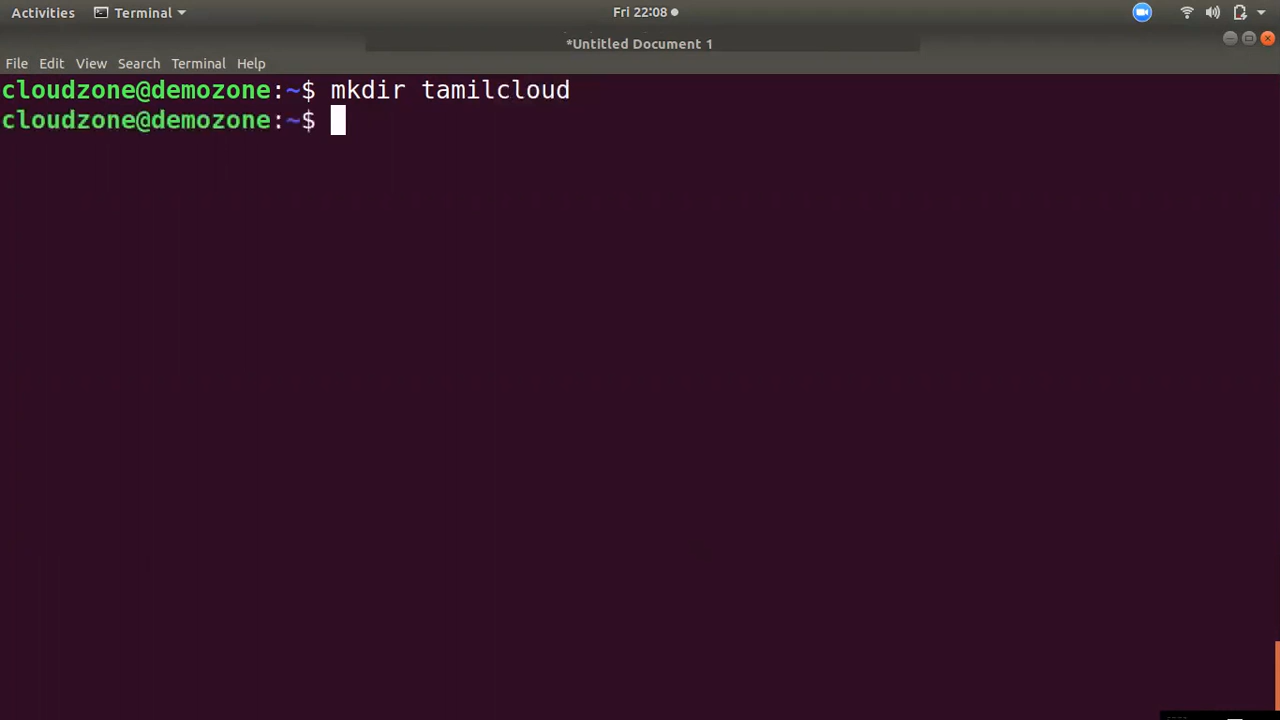 Activities Terminal Fri 22:08
*Untitled Document 1
File Edit View Search Terminal Help
cloudzone@demozone:~$ mkdir tamilcloud
cloudzone@demozone:~$